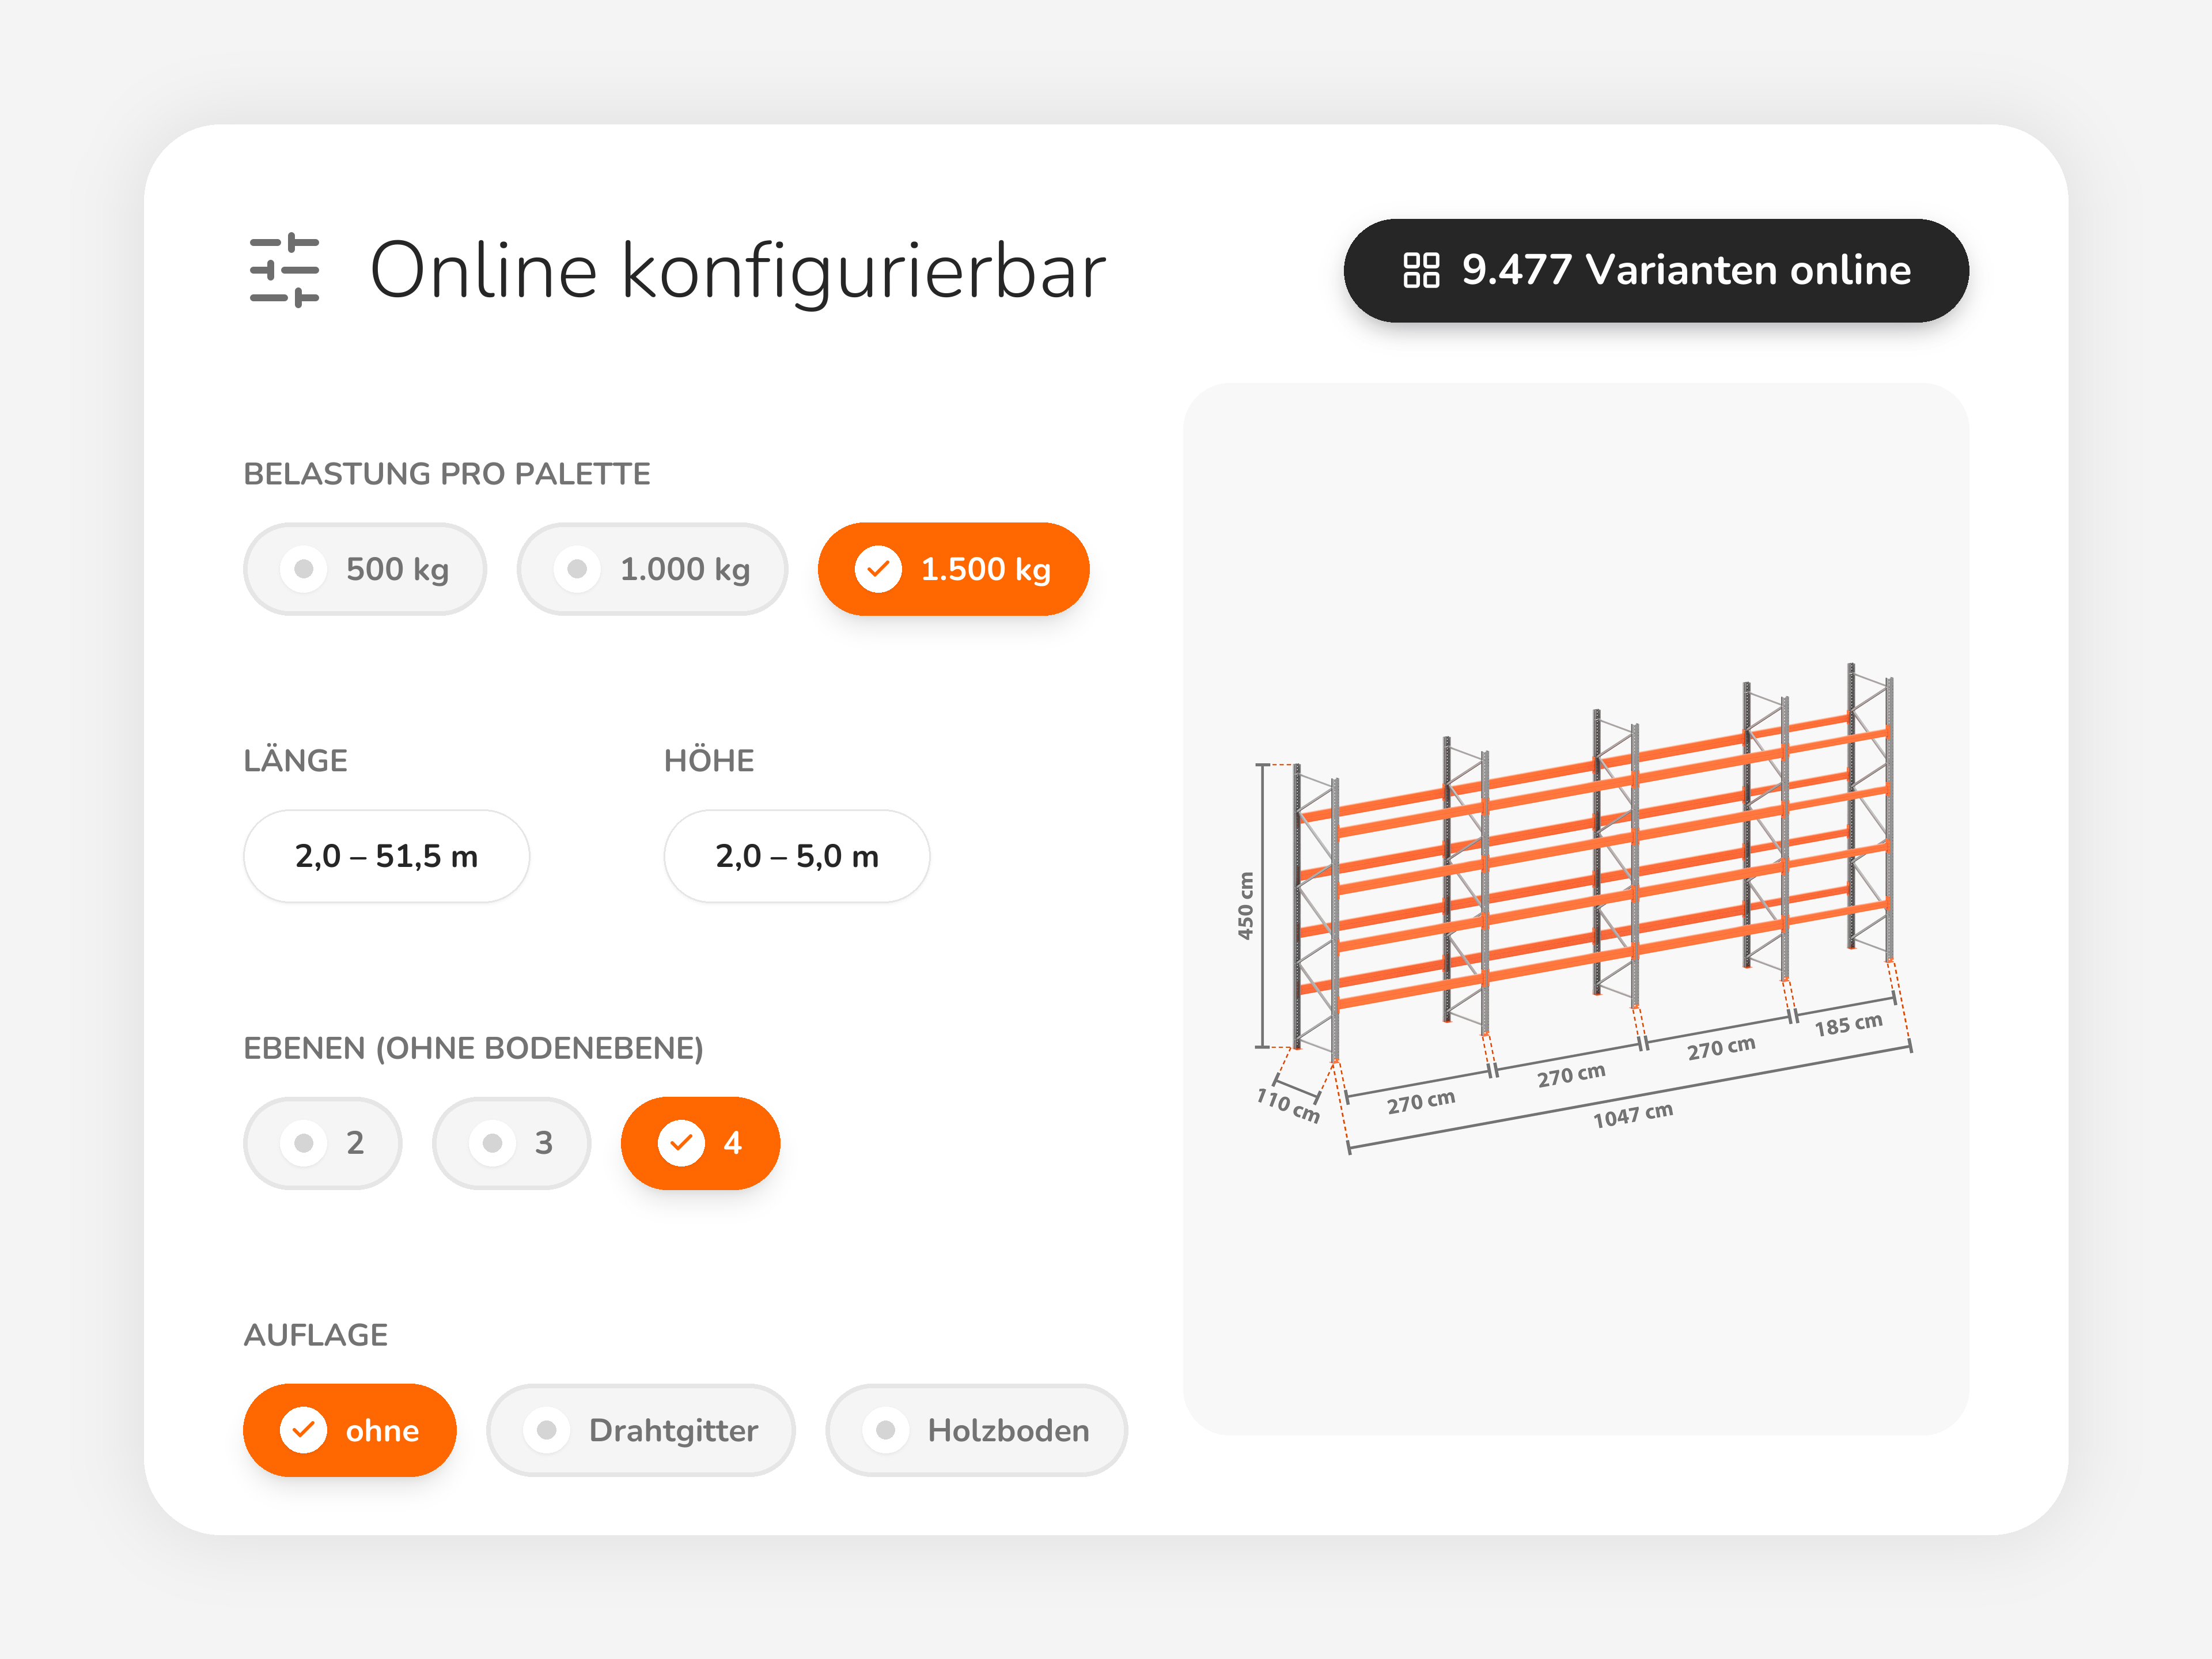 Online konfigurierbar
9.477 Varianten online
BELASTUNG PRO PALETTE
500 kg
1.000 kg
1.500 kg
LÄNGE
HÖHE
2,0 – 51,5 m
2,0 – 5,0 m
EBENEN (OHNE BODENEBENE)
2
3
4
AUFLAGE
ohne
Drahtgitter
Holzboden
450 cm
110 cm
270 cm
270 cm
270 cm
185 cm
1047 cm